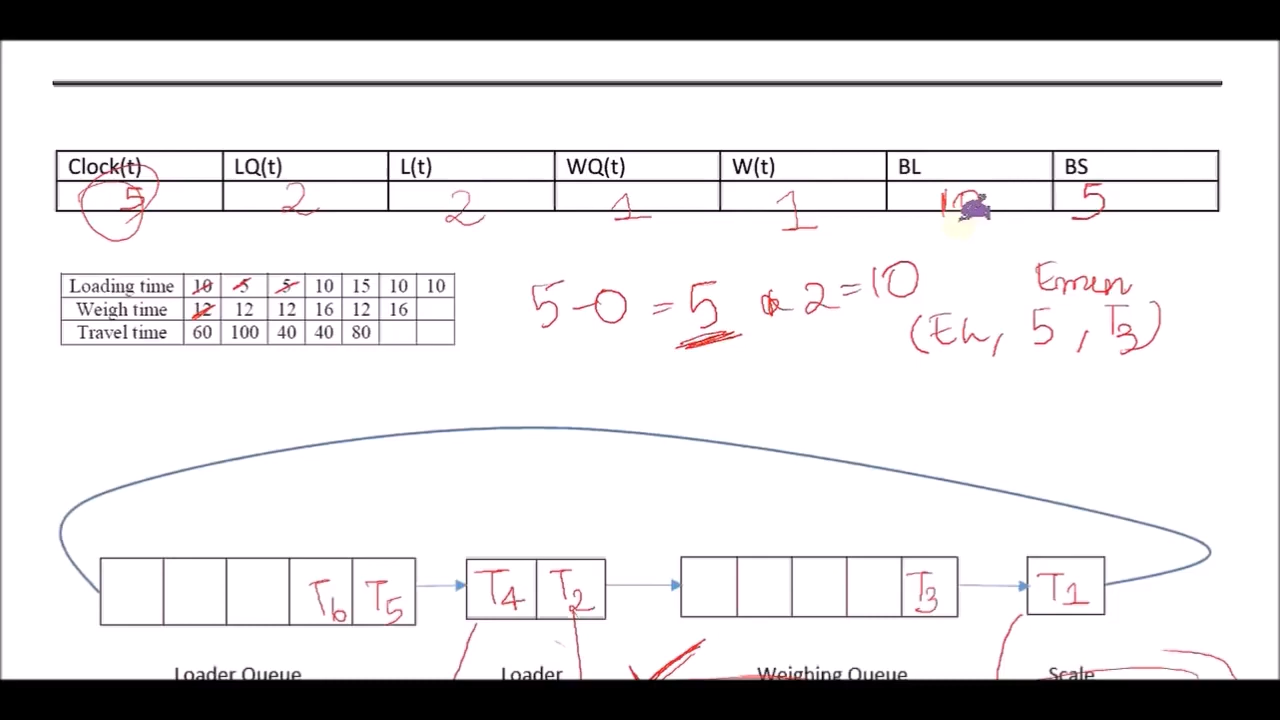 Clock(t) LQ(t) L(t) WQ(t) W(t) BL BS
5 2 2 1 1 10 5
Loading time 10 5 5 10 15 10 10
Weigh time 12 12 12 16 12 16
Travel time 60 100 40 40 80
5-0 = 5 * 2 = 10
(EL, 5, T3)
T6 T5 T4 T2 T3 T1
Loader Queue Loader Weighing Queue Scale